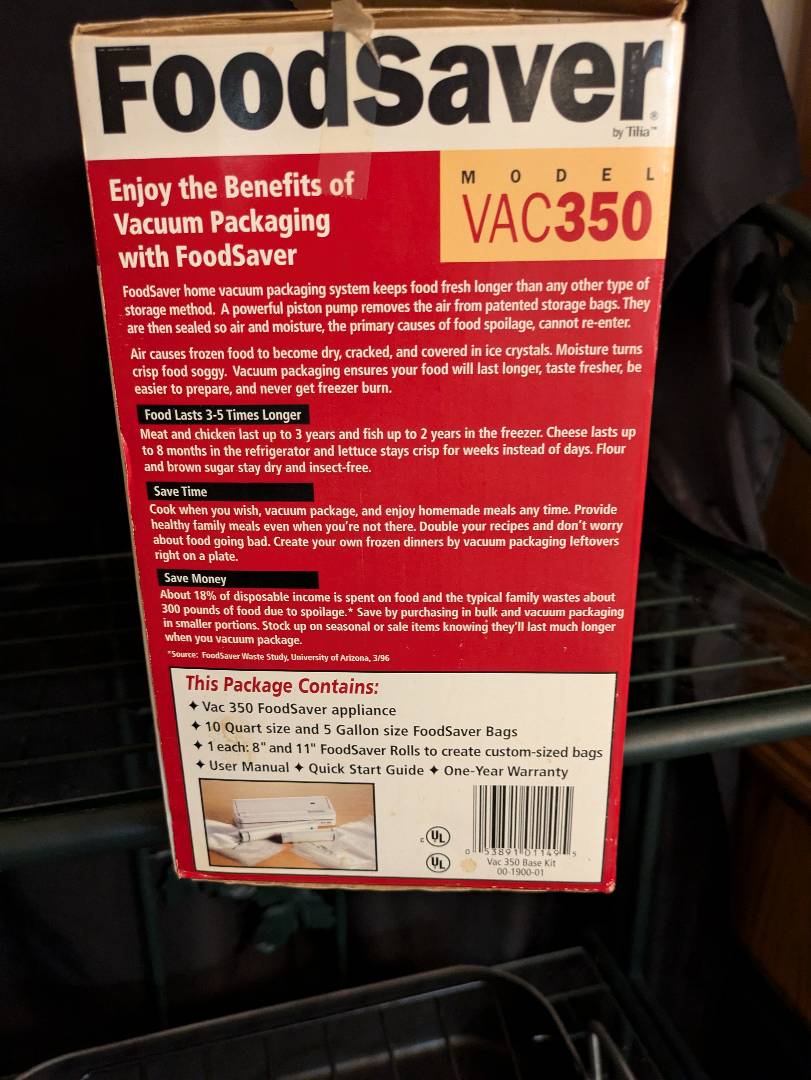 FoodSaver®
by Tilia™
MODEL
VAC350
Enjoy the Benefits of
Vacuum Packaging
with FoodSaver
FoodSaver home vacuum packaging system keeps food fresh longer than any other type of
storage method. A powerful piston pump removes the air from patented storage bags. They
are then sealed so air and moisture, the primary causes of food spoilage, cannot re-enter.
Air causes frozen food to become dry, cracked, and covered in ice crystals. Moisture turns
crisp food soggy. Vacuum packaging ensures your food will last longer, taste fresher, be
easier to prepare, and never get freezer burn.
Food Lasts 3-5 Times Longer
Meat and chicken last up to 3 years and fish up to 2 years in the freezer. Cheese lasts up
to 8 months in the refrigerator and lettuce stays crisp for weeks instead of days. Flour
and brown sugar stay dry and insect-free.
Save Time
Cook when you wish, vacuum package, and enjoy homemade meals any time. Provide
healthy family meals even when you're not there. Double your recipes and don't worry
about food going bad. Create your own frozen dinners by vacuum packaging leftovers
right on a plate.
Save Money
About 18% of disposable income is spent on food and the typical family wastes about
300 pounds of food due to spoilage.* Save by purchasing in bulk and vacuum packaging
in smaller portions. Stock up on seasonal or sale items knowing they'll last much longer
when you vacuum package.
*Source: FoodSaver Waste Study, University of Arizona, 3/96
This Package Contains:
✦ Vac 350 FoodSaver appliance
✦ 10 Quart size and 5 Gallon size FoodSaver Bags
✦ 1 each: 8" and 11" FoodSaver Rolls to create custom-sized bags
✦ User Manual ✦ Quick Start Guide ✦ One-Year Warranty
c UL
UL
0 53891 01149 5
Vac 350 Base Kit
00-1900-01